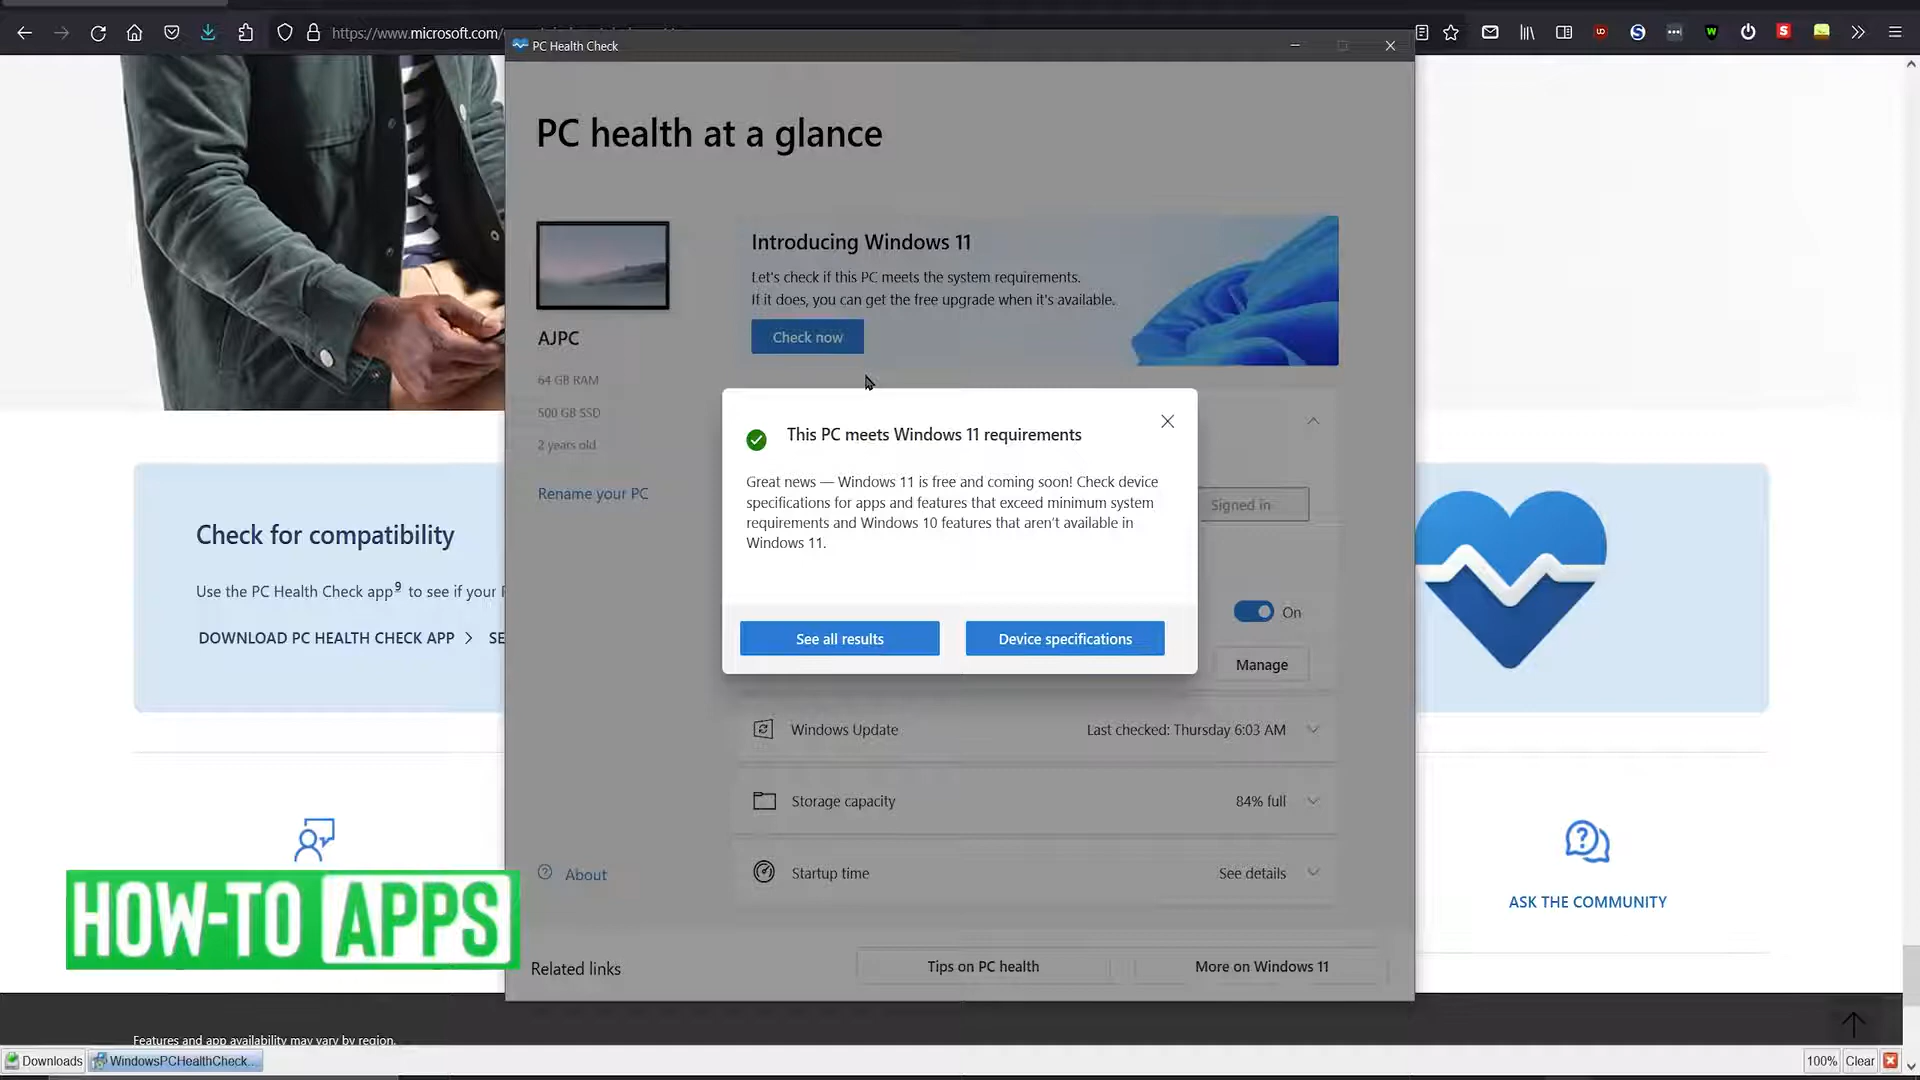 https://www.microsoft.com/
PC Health Check
PC health at a glance
Introducing Windows 11
Let's check if this PC meets the system requirements.
If it does, you can get the free upgrade when it's available.
Check now
AJPC
64 GB RAM
500 GB SSD
2 years old
Rename your PC
This PC meets Windows 11 requirements
Great news — Windows 11 is free and coming soon! Check device
specifications for apps and features that exceed minimum system
requirements and Windows 10 features that aren't available in
Windows 11.
See all results
Device specifications
Signed in
On
Manage
Check for compatibility
Use the PC Health Check app9 to see if your
DOWNLOAD PC HEALTH CHECK APP > SE
Windows Update
Last checked: Thursday 6:03 AM
Storage capacity
84% full
Startup time
See details
About
HOW-TO APPS
ASK THE COMMUNITY
Related links
Tips on PC health
More on Windows 11
Features and app availability may vary by region.
Downloads
WindowsPCHealthCheck...
100%
Clear